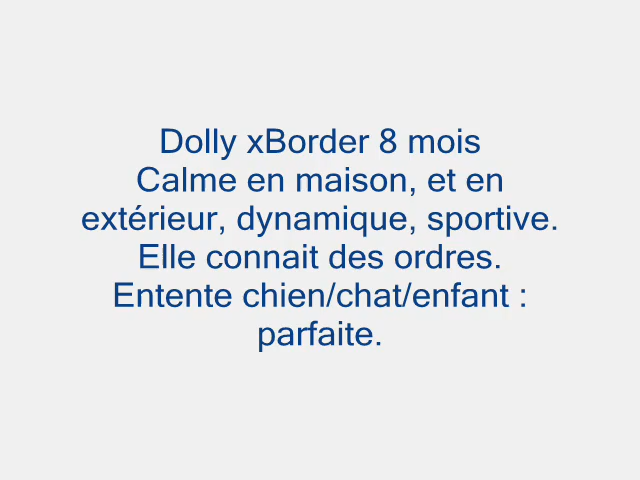 Dolly xBorder 8 mois
Calme en maison, et en
extérieur, dynamique, sportive.
Elle connait des ordres.
Entente chien/chat/enfant :
parfaite.